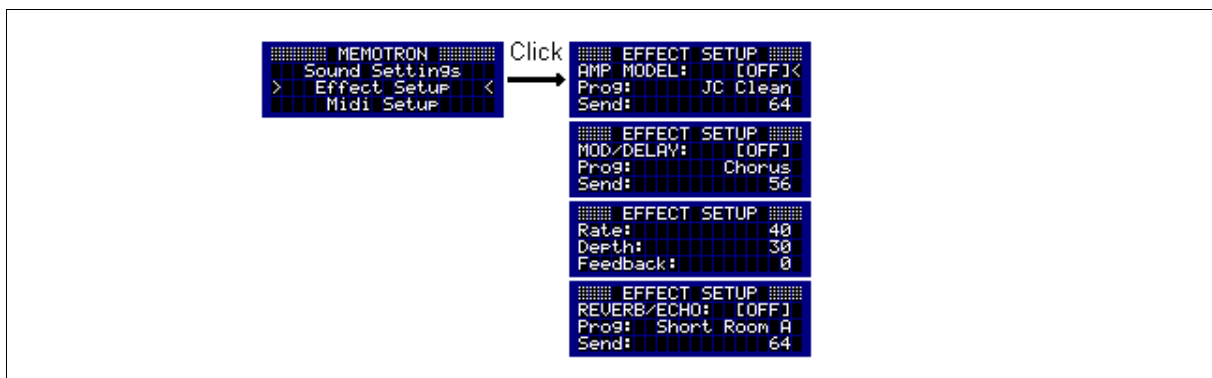 MEMOTRON
Sound Settings
> Effect Setup <
Midi Setup
Click
EFFECT SETUP
AMP MODEL: [OFF]<
Prog: JC Clean
Send: 64
EFFECT SETUP
MOD/DELAY: [OFF]
Prog: Chorus
Send: 56
EFFECT SETUP
Rate: 40
Depth: 30
Feedback: 0
EFFECT SETUP
REVERB/ECHO: [OFF]
Prog: Short Room A
Send: 64